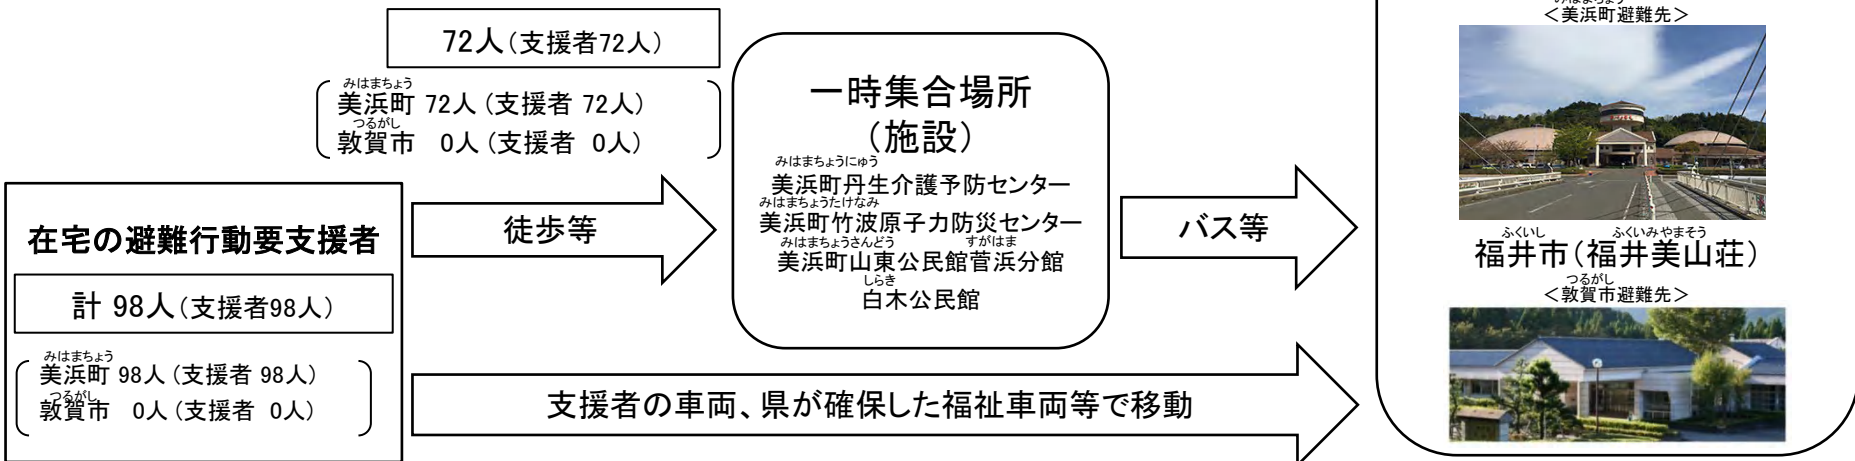 72人(支援者72人)
みはまちょう
美浜町 72人(支援者 72人)
つるがし
敦賀市 0人(支援者 0人)
在宅の避難行動要支援者
計 98人(支援者98人)
みはまちょう
美浜町 98人(支援者 98人)
つるがし
敦賀市 0人(支援者 0人)
徒歩等
一時集合場所
(施設)
みはまちょうにゅう
美浜町丹生介護予防センター
みはまちょうたけなみ
美浜町竹波原子力防災センター
みはまちょうさんどう すがはま
美浜町山東公民館菅浜分館
しらき
白木公民館
バス等
支援者の車両、県が確保した福祉車両等で移動
みはまちょう
<美浜町避難先>
ふくいし ふくいみやまそう
福井市(福井美山荘)
つるがし
<敦賀市避難先>